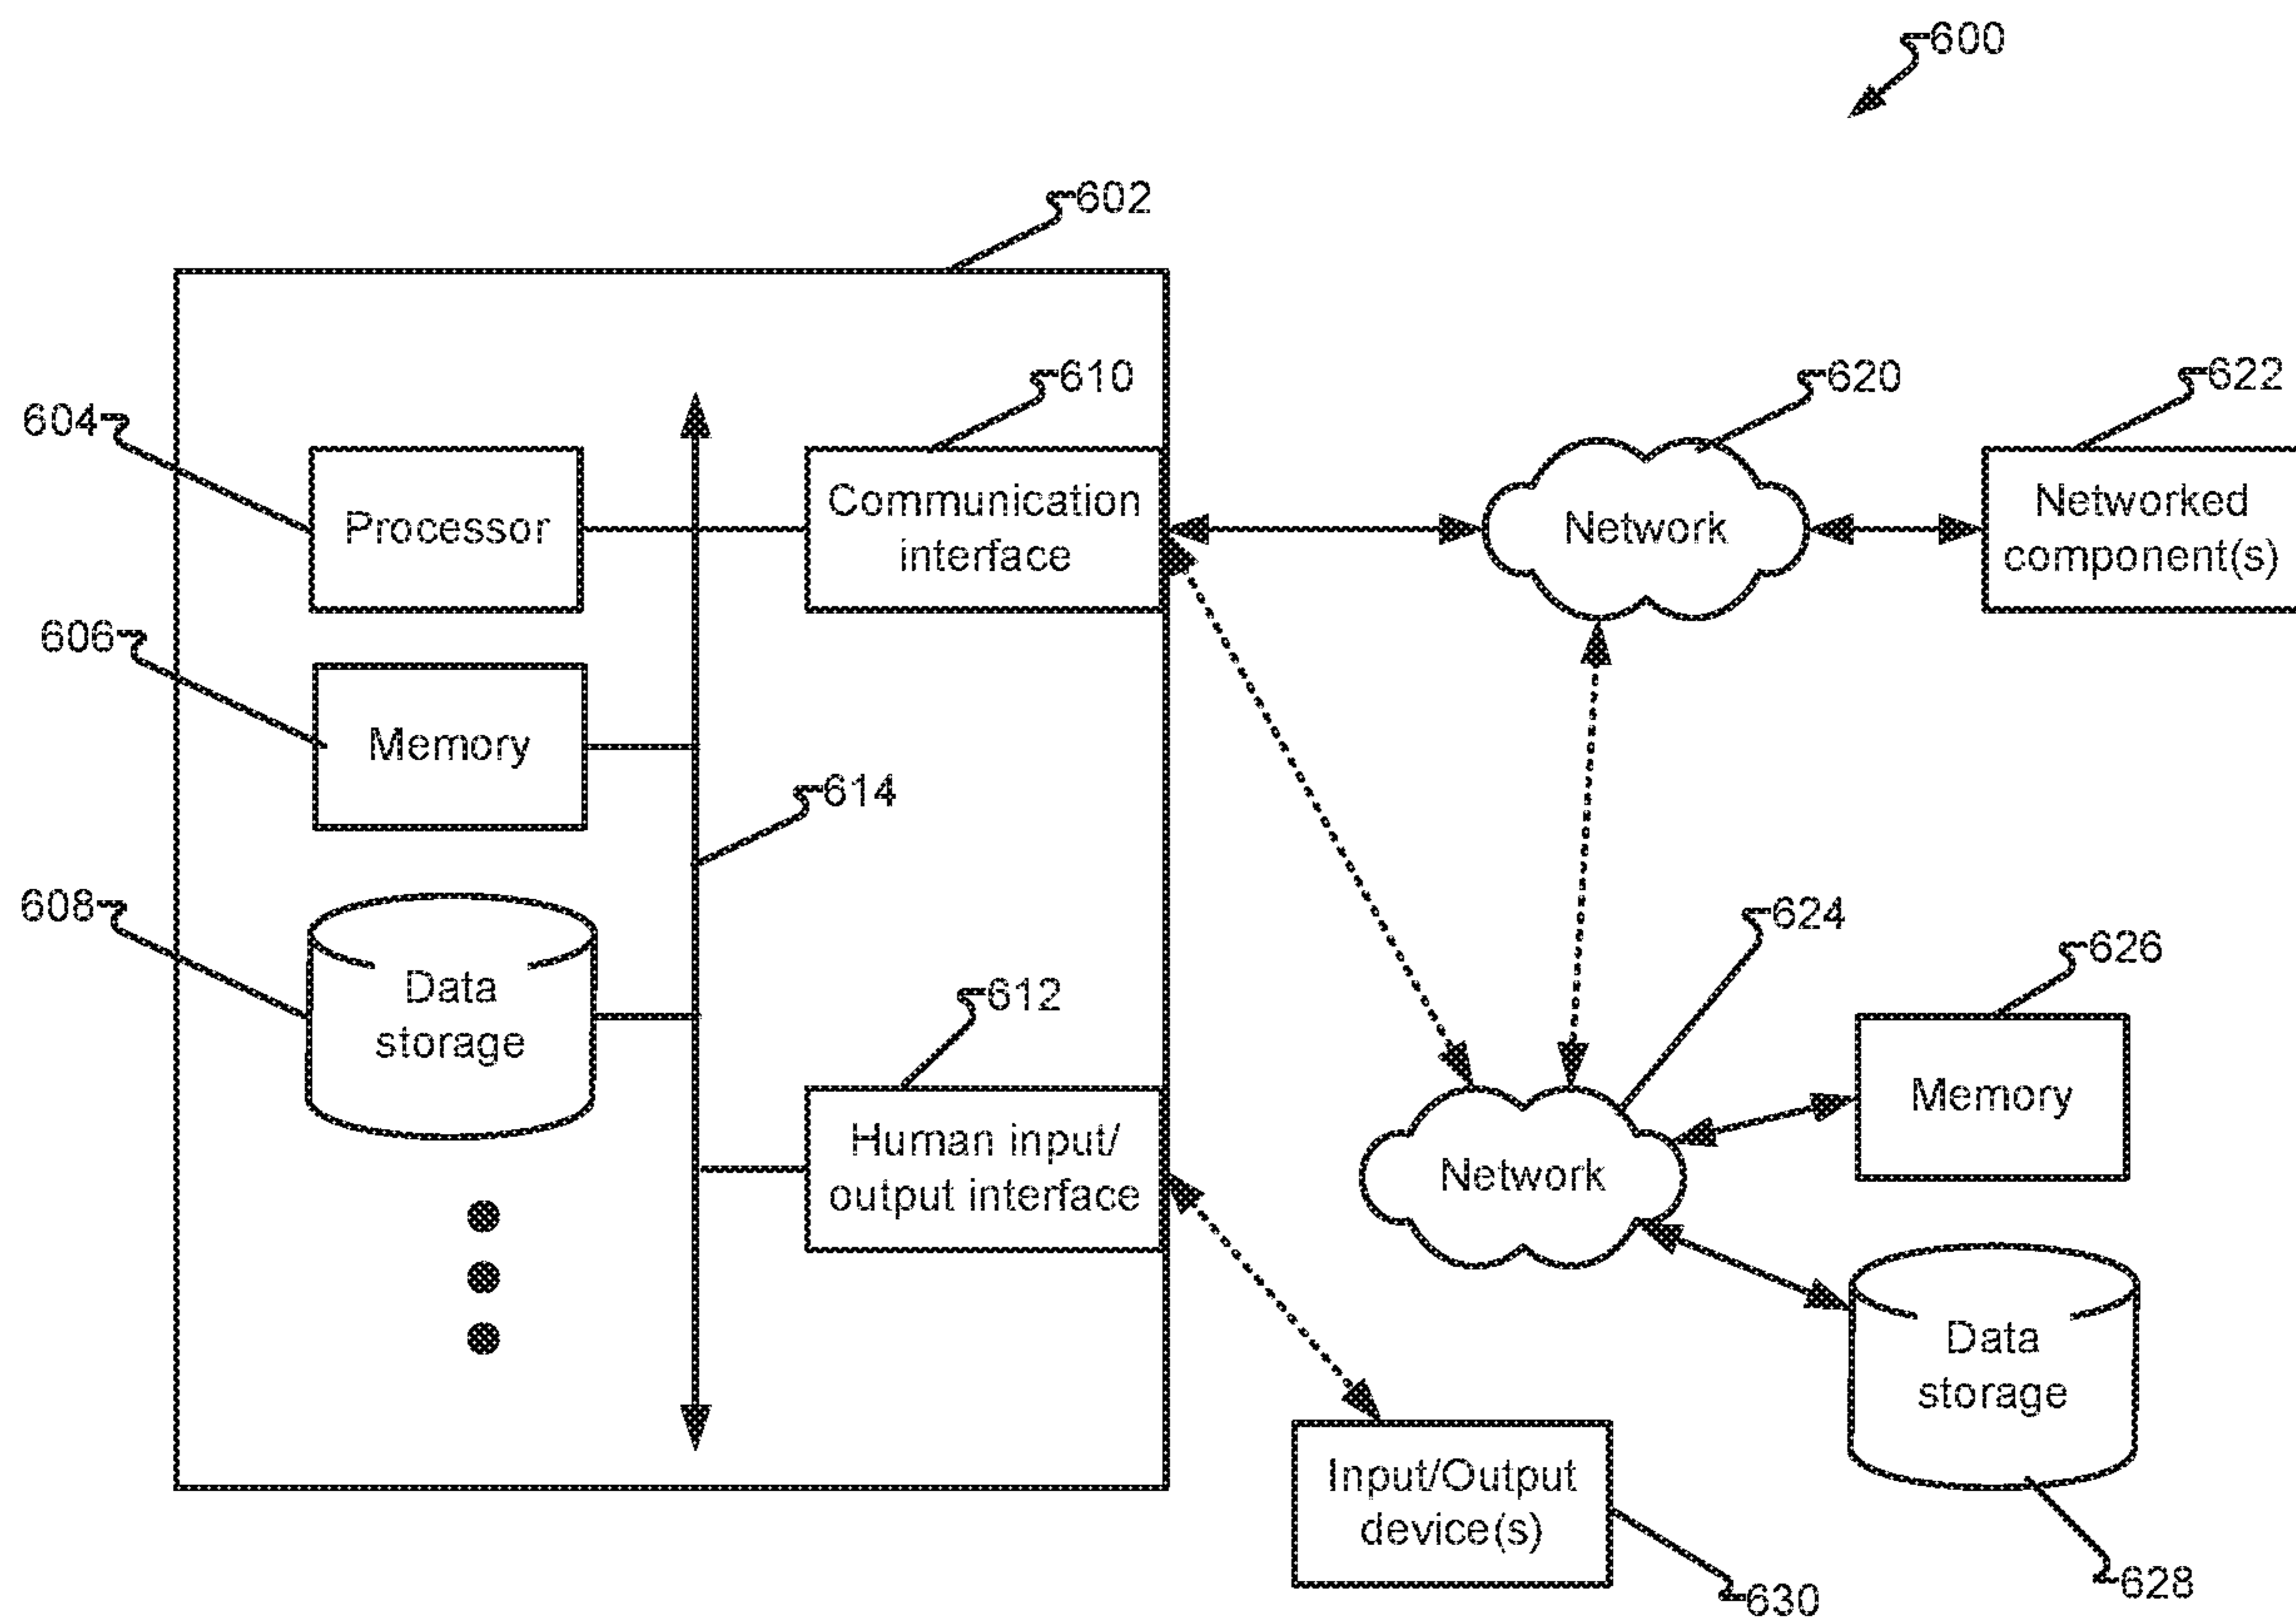 600
602
610
620
622
604
Processor
Communication
interface
Network
Networked
component(s)
606
Memory
614
608
Data
storage
612
624
626
Human input/
output interface
Network
Memory
Data
storage
Input/Output
device(s)
630
628